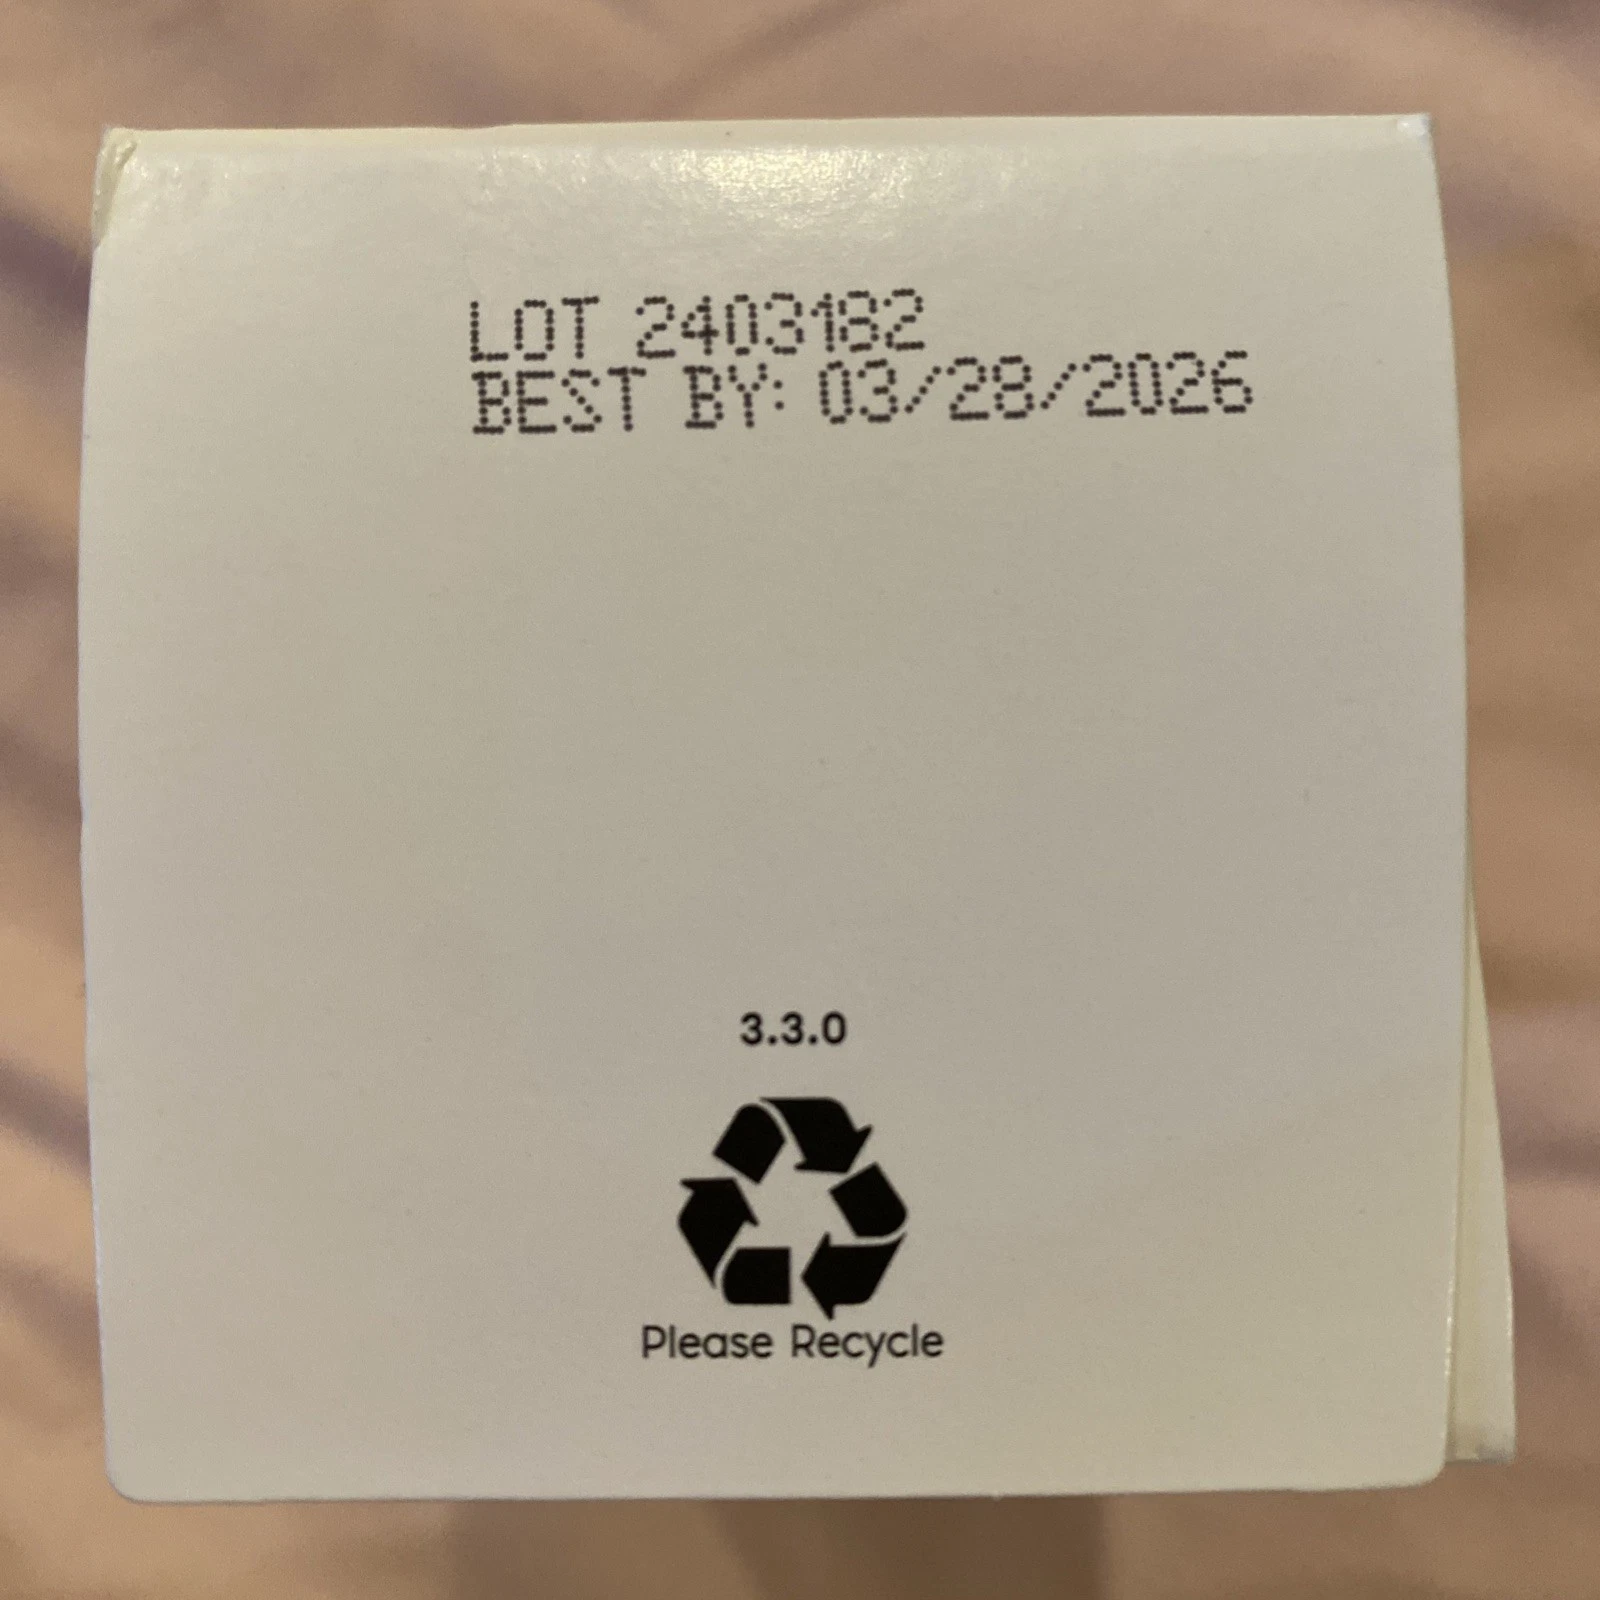 LOT 2403182
BEST BY: 03/28/2026
3.3.0
Please Recycle